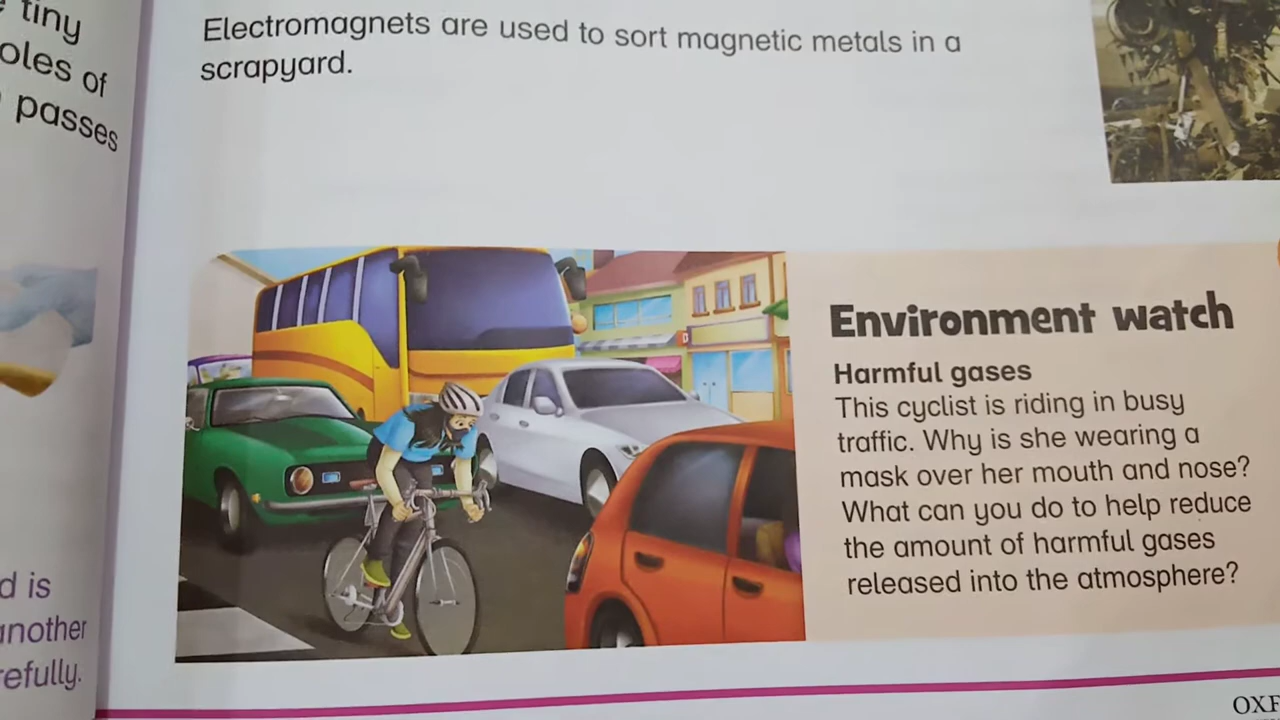 tiny
oles of
passes
d is
another
refully.
Electromagnets are used to sort magnetic metals in a
scrapyard.
Environment watch
Harmful gases
This cyclist is riding in busy
traffic. Why is she wearing a
mask over her mouth and nose?
What can you do to help reduce
the amount of harmful gases
released into the atmosphere?
OXF